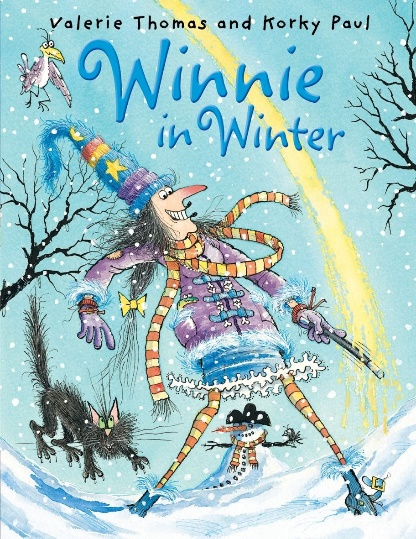 Valerie Thomas and Korky Paul
Winnie
in Winter